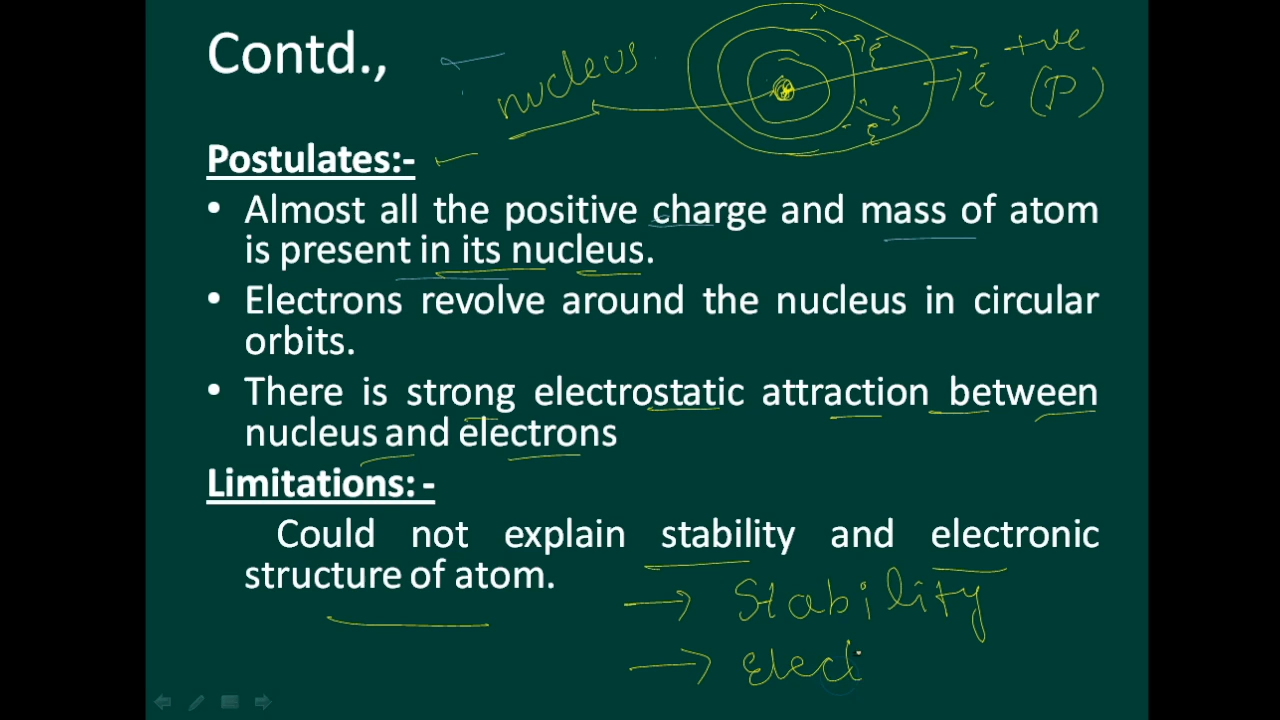 Contd.,
nucleus
+ve
(P)
Postulates:-
• Almost all the positive charge and mass of atom
is present in its nucleus.
• Electrons revolve around the nucleus in circular
orbits.
• There is strong electrostatic attraction between
nucleus and electrons
Limitations: -
Could not explain stability and electronic
structure of atom.
→ Stability
→ Elect